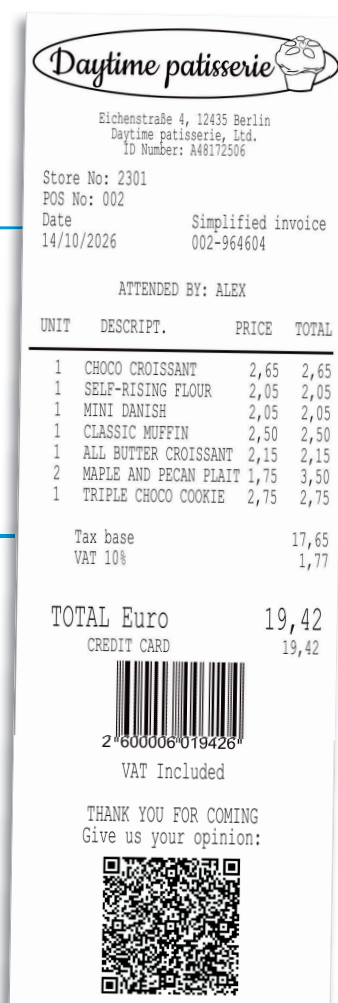 Daytime patisserie
Eichenstraße 4, 12435 Berlin
Daytime patisserie, Ltd.
ID Number: A48172506
Store No: 2301
POS No: 002
Date Simplified invoice
14/10/2026 002-964604
ATTENDED BY: ALEX
UNIT DESCRIPT. PRICE TOTAL
1 CHOCO CROISSANT 2,65 2,65
1 SELF-RISING FLOUR 2,05 2,05
1 MINI DANISH 2,05 2,05
1 CLASSIC MUFFIN 2,50 2,50
1 ALL BUTTER CROISSANT 2,15 2,15
2 MAPLE AND PECAN PLAIT 1,75 3,50
1 TRIPLE CHOCO COOKIE 2,75 2,75
Tax base 17,65
VAT 10% 1,77
TOTAL Euro 19,42
CREDIT CARD 19,42
2 600006 019426
VAT Included
THANK YOU FOR COMING
Give us your opinion: